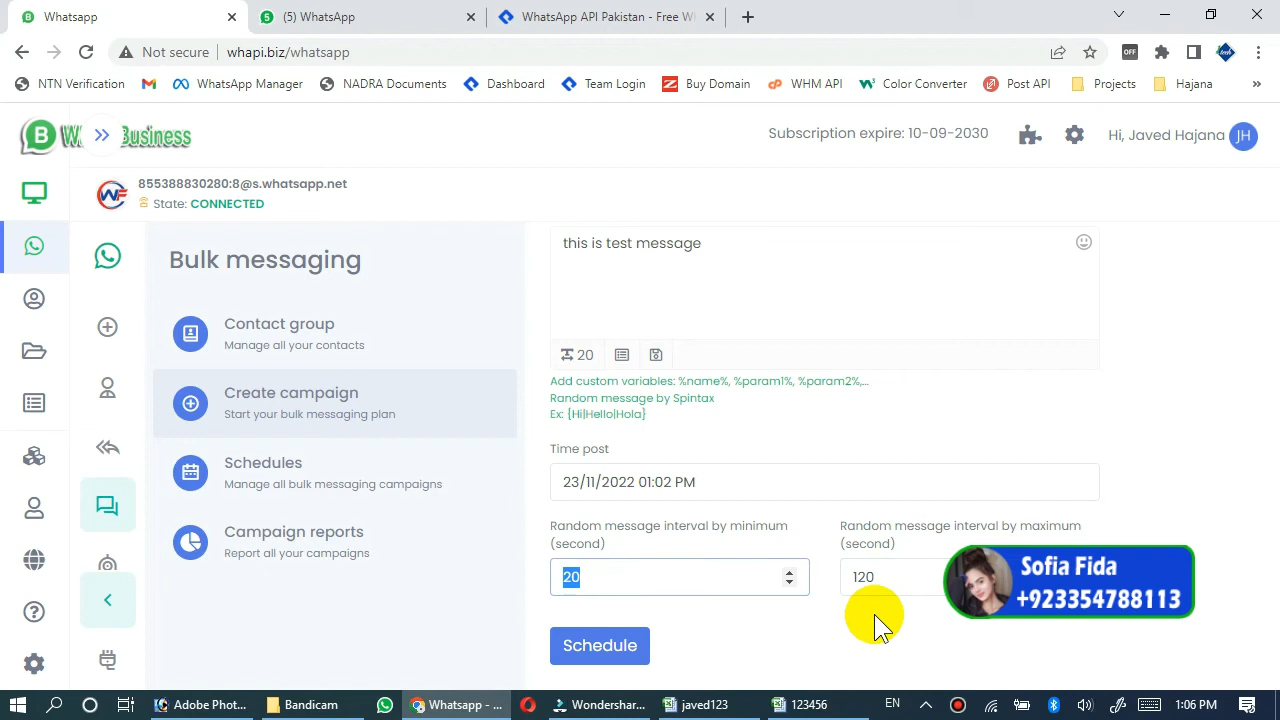 Whatsapp
(5) WhatsApp
WhatsApp API Pakistan - Free W
Not secure
whapi.biz/whatsapp
OFF
NTN Verification
WhatsApp Manager
NADRA Documents
Dashboard
Team Login
Buy Domain
WHM API
Color Converter
Post API
Projects
Hajana
Business
Subscription expire: 10-09-2030
Hi, Javed Hajana
JH
855388830280:8@s.whatsapp.net
State: CONNECTED
Bulk messaging
Contact group
Manage all your contacts
Create campaign
Start your bulk messaging plan
Schedules
Manage all bulk messaging campaigns
Campaign reports
Report all your campaigns
this is test message
20
Add custom variables: %name%, %param1%, %param2%,...
Random message by Spintax
Ex: {Hi|Hello|Hola}
Time post
23/11/2022 01:02 PM
Random message interval by minimum
(second)
20
Random message interval by maximum
(second)
120
Schedule
Sofia Fida
+923354788113
Adobe Phot...
Bandicam
Whatsapp - ...
Wondershar...
javed123
123456
EN
1:06 PM